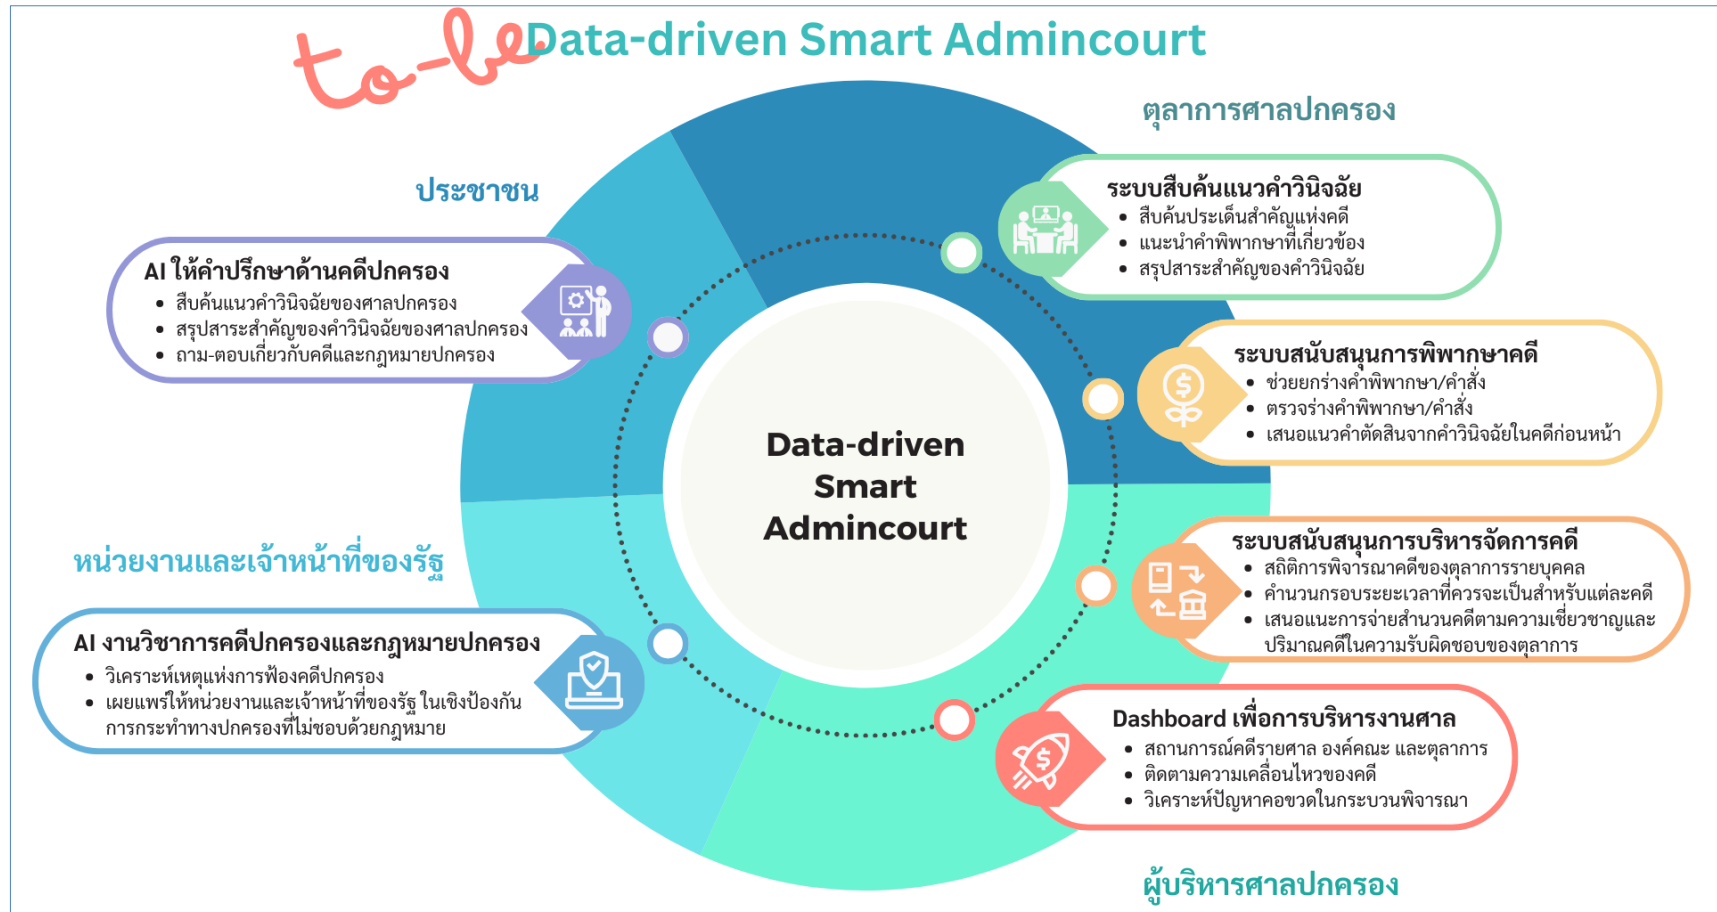 to-be
Data-driven Smart Admincourt
ตุลาการศาลปกครอง
ระบบสืบค้นแนวคำวินิจฉัย
• สืบค้นประเด็นสำคัญแห่งคดี
• แนะนำคำพิพากษาที่เกี่ยวข้อง
• สรุปสาระสำคัญของคำวินิจฉัย
ระบบสนับสนุนการพิพากษาคดี
• ช่วยยกร่างคำพิพากษา/คำสั่ง
• ตรวจร่างคำพิพากษา/คำสั่ง
• เสนอแนวคำตัดสินจากคำวินิจฉัยในคดีก่อนหน้า
ประชาชน
AI ให้คำปรึกษาด้านคดีปกครอง
• สืบค้นแนวคำวินิจฉัยของศาลปกครอง
• สรุปสาระสำคัญของคำวินิจฉัยของศาลปกครอง
• ถาม-ตอบเกี่ยวกับคดีและกฎหมายปกครอง
Data-driven
Smart
Admincourt
หน่วยงานและเจ้าหน้าที่ของรัฐ
AI งานวิชาการคดีปกครองและกฎหมายปกครอง
• วิเคราะห์เหตุแห่งการฟ้องคดีปกครอง
• เผยแพร่ให้หน่วยงานและเจ้าหน้าที่ของรัฐ ในเชิงป้องกัน
การกระทำทางปกครองที่ไม่ชอบด้วยกฎหมาย
ระบบสนับสนุนการบริหารจัดการคดี
• สถิติการพิจารณาคดีของตุลาการรายบุคคล
• คำนวนกรอบระยะเวลาที่ควรจะเป็นสำหรับแต่ละคดี
• เสนอแนะการจ่ายสำนวนคดีตามความเชี่ยวชาญและ
ปริมาณคดีในความรับผิดชอบของตุลาการ
Dashboard เพื่อการบริหารงานศาล
• สถานการณ์คดีรายศาล องค์คณะ และตุลาการ
• ติดตามความเคลื่อนไหวของคดี
• วิเคราะห์ปัญหาคอขวดในกระบวนพิจารณา
ผู้บริหารศาลปกครอง